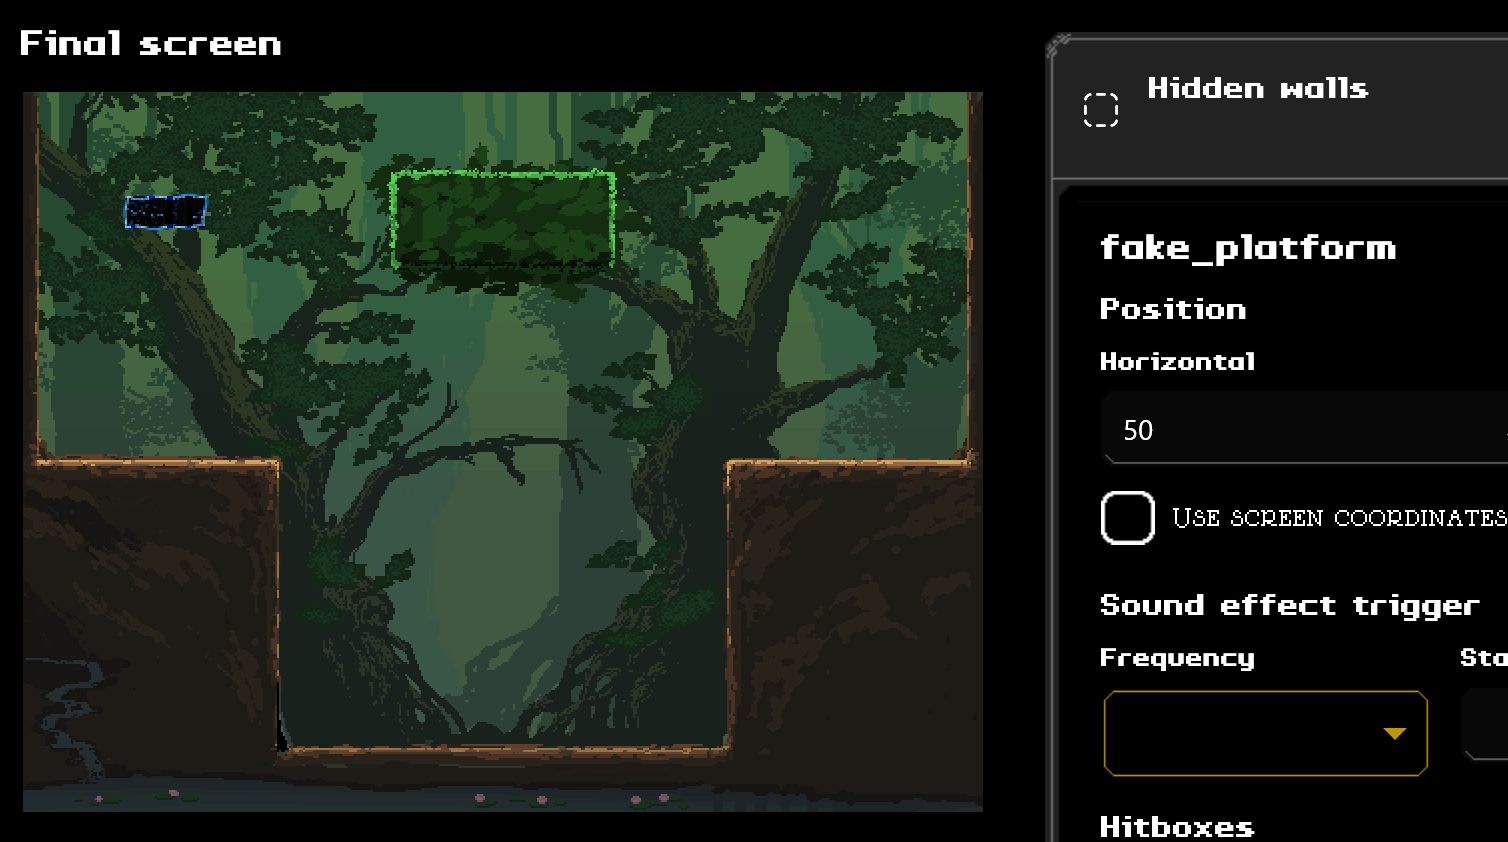 Final screen
Hidden walls
fake_platform
Position
Horizontal
50
USE SCREEN COORDINATES
Sound effect trigger
Frequency
Hitboxes